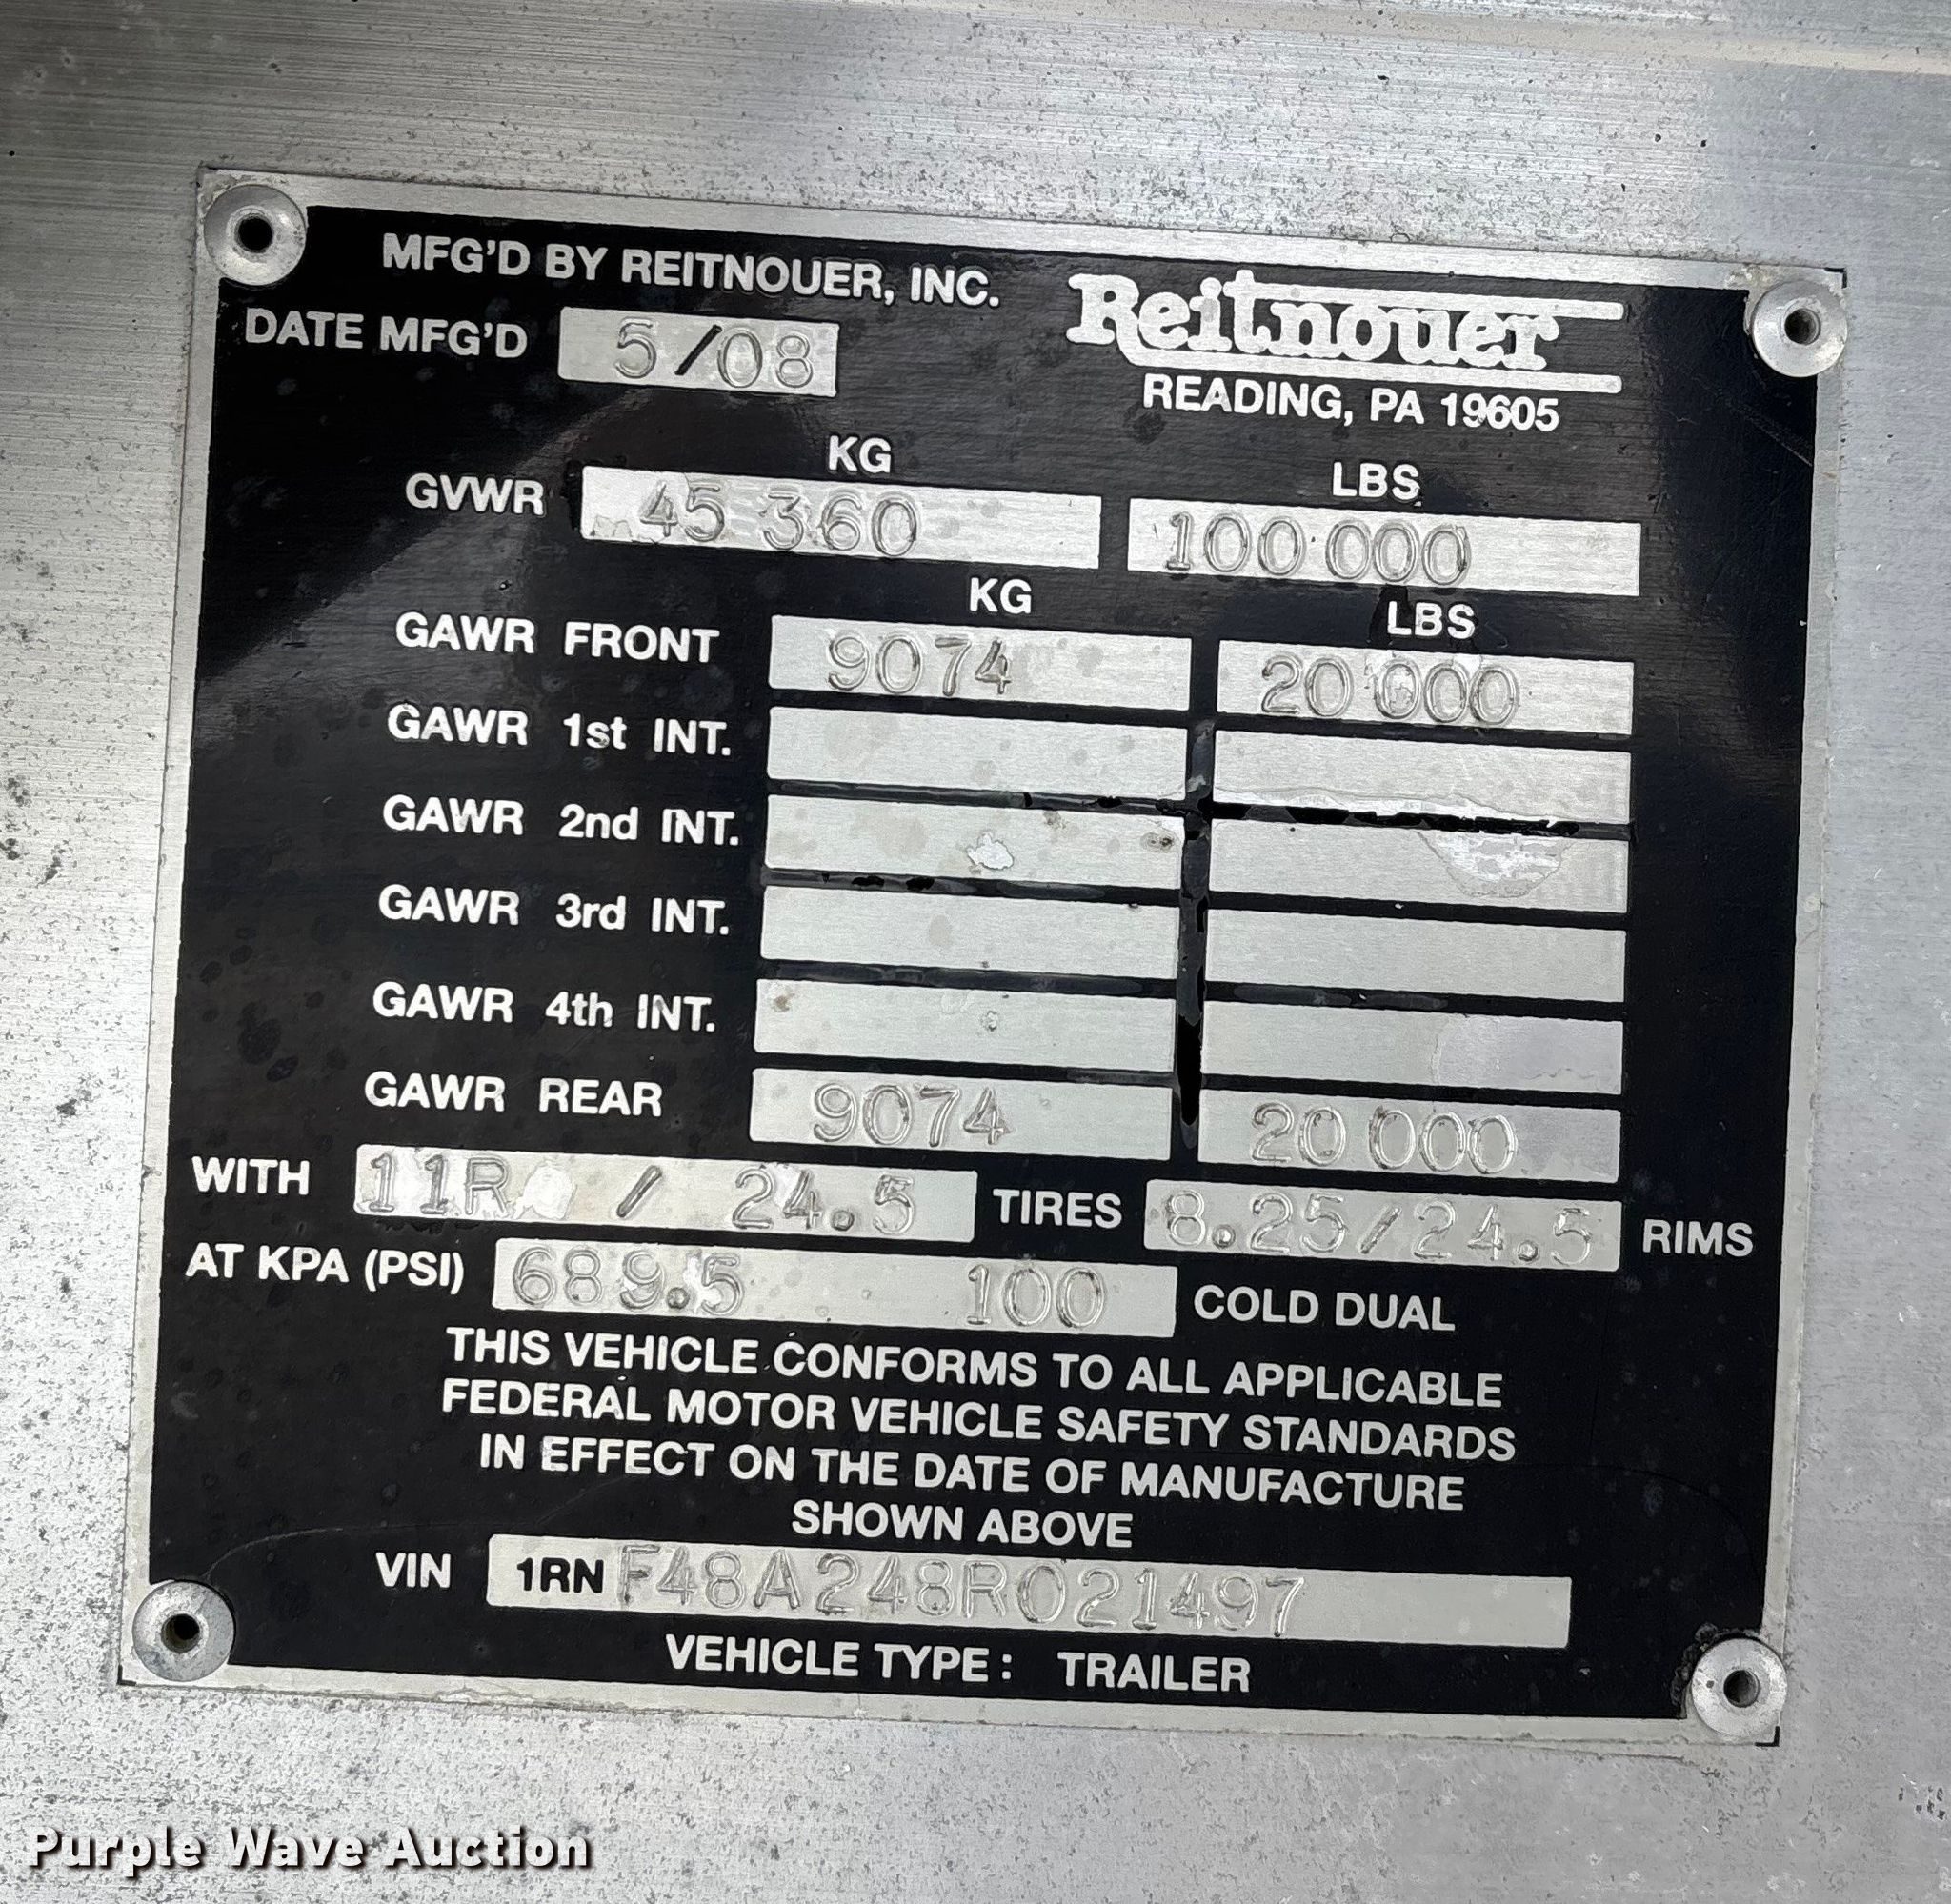 MFG'D BY REITNOUER, INC.
Reitnouer
DATE MFG'D 5/08
READING, PA 19605
KG LBS
GVWR 45 360 100 000
KG LBS
GAWR FRONT 9074 20 000
GAWR 1st INT.
GAWR 2nd INT.
GAWR 3rd INT.
GAWR 4th INT.
GAWR REAR 9074 20 000
WITH 11R / 24.5 TIRES 8.25/24.5 RIMS
AT KPA (PSI) 689.5 100 COLD DUAL
THIS VEHICLE CONFORMS TO ALL APPLICABLE
FEDERAL MOTOR VEHICLE SAFETY STANDARDS
IN EFFECT ON THE DATE OF MANUFACTURE
SHOWN ABOVE
VIN 1RNF48A248R021497
VEHICLE TYPE: TRAILER
Purple Wave Auction